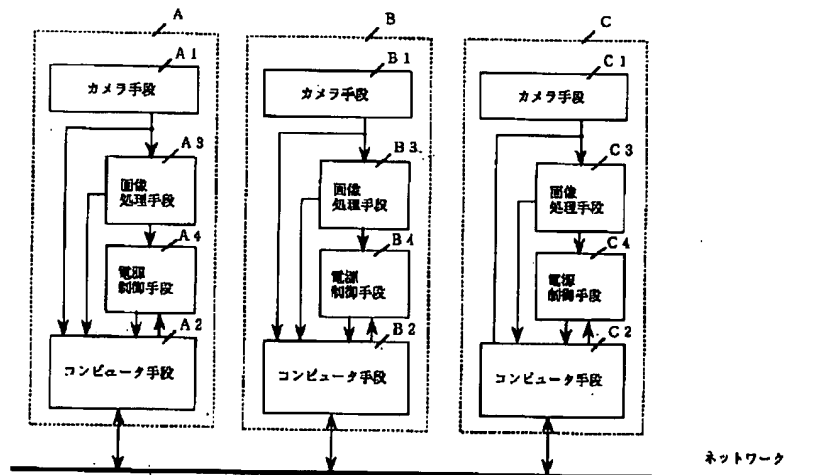 A
A1
カメラ手段
A3
画像
処理手段
A4
電源
制御手段
A2
コンピュータ手段
B
B1
カメラ手段
B3
画像
処理手段
B4
電源
制御手段
B2
コンピュータ手段
C
C1
カメラ手段
C3
画像
処理手段
C4
電源
制御手段
C2
コンピュータ手段
ネットワーク